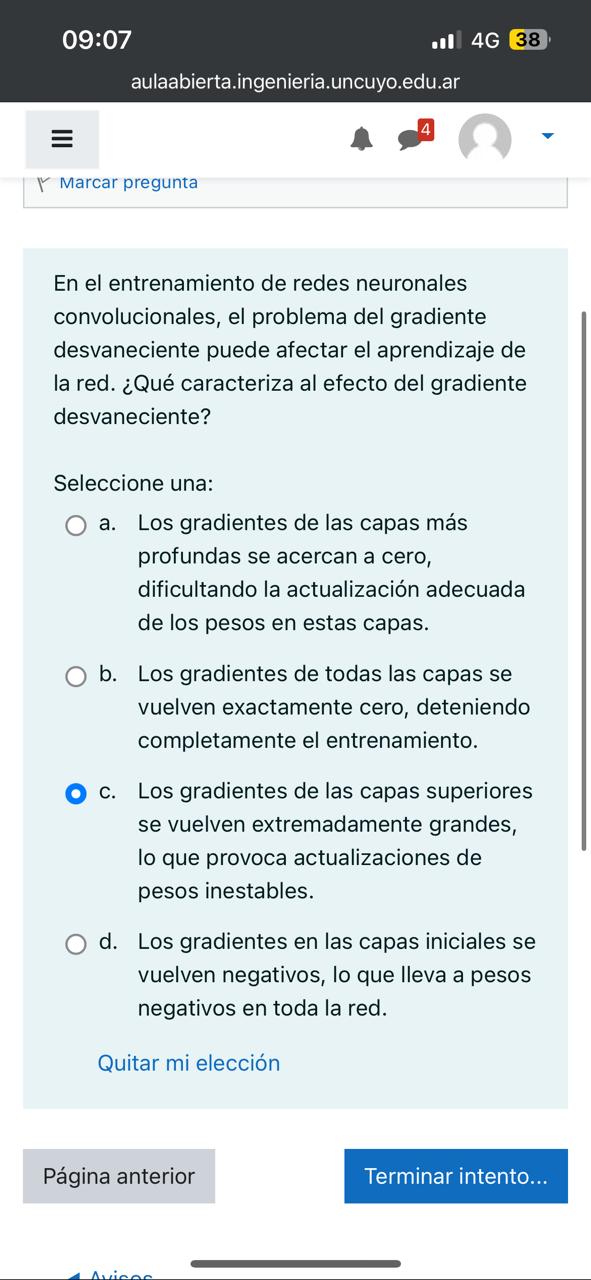 09:07
4G 38
aulaabierta.ingenieria.uncuyo.edu.ar
4
Marcar pregunta
En el entrenamiento de redes neuronales
convolucionales, el problema del gradiente
desvaneciente puede afectar el aprendizaje de
la red. ¿Qué caracteriza al efecto del gradiente
desvaneciente?
Seleccione una:
a. Los gradientes de las capas más
profundas se acercan a cero,
dificultando la actualización adecuada
de los pesos en estas capas.
b. Los gradientes de todas las capas se
vuelven exactamente cero, deteniendo
completamente el entrenamiento.
c. Los gradientes de las capas superiores
se vuelven extremadamente grandes,
lo que provoca actualizaciones de
pesos inestables.
d. Los gradientes en las capas iniciales se
vuelven negativos, lo que lleva a pesos
negativos en toda la red.
Quitar mi elección
Página anterior
Terminar intento...
Avisos